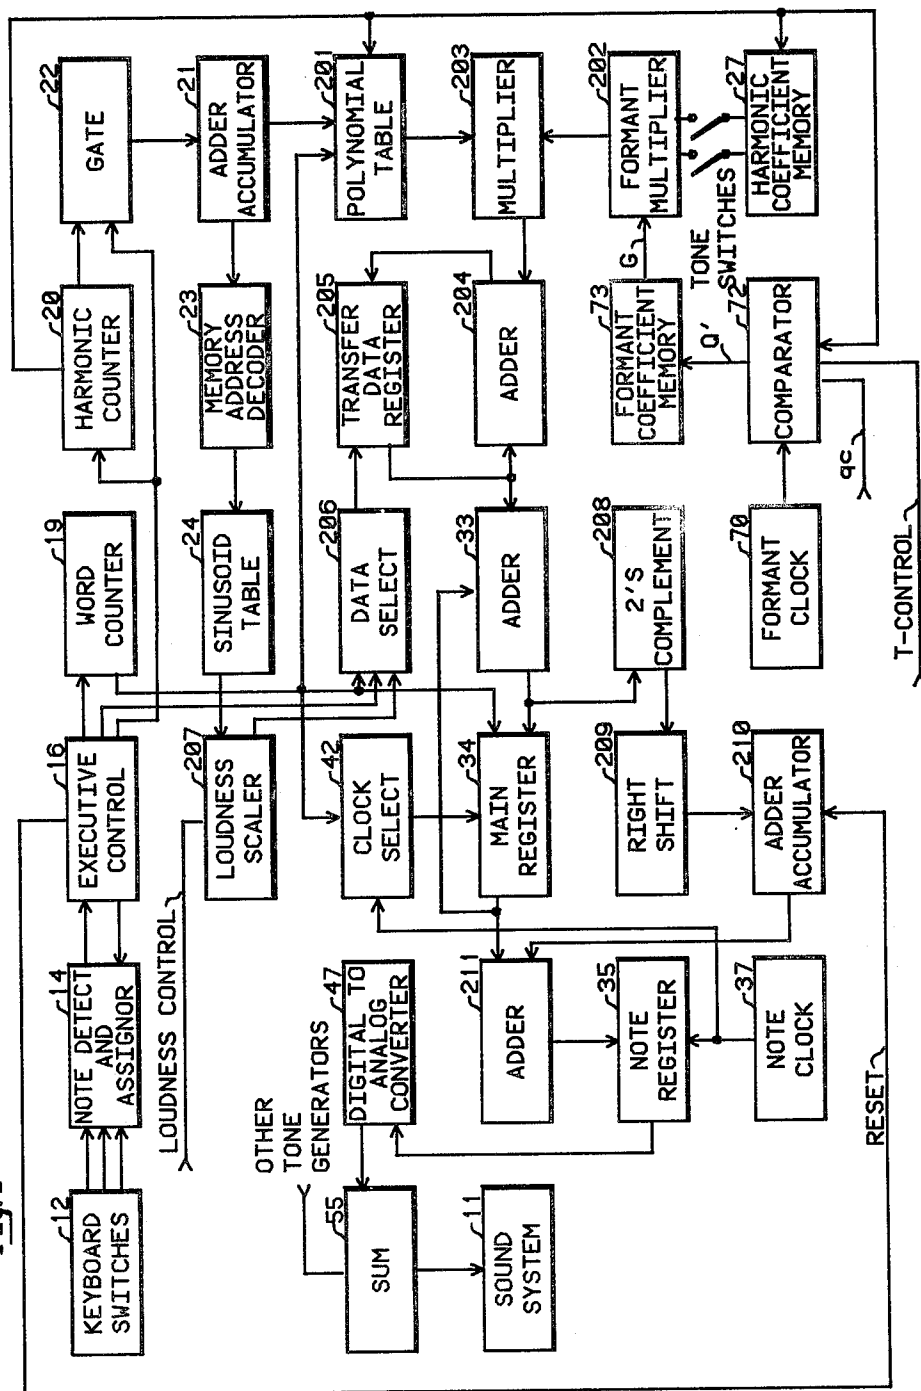 12
KEYBOARD
SWITCHES
14
NOTE DETECT
AND
ASSIGNOR
16
EXECUTIVE
CONTROL
19
WORD
COUNTER
20
HARMONIC
COUNTER
22
GATE
LOUDNESS CONTROL
207
LOUDNESS
SCALER
24
SINUSOID
TABLE
23
MEMORY
ADDRESS
DECODER
21
ADDER
ACCUMULATOR
OTHER
TONE
GENERATORS
55
SUM
47
DIGITAL TO
ANALOG
CONVERTER
42
CLOCK
SELECT
206
DATA
SELECT
205
TRANSFER
DATA
REGISTER
201
POLYNOMIAL
TABLE
11
SOUND
SYSTEM
211
ADDER
34
MAIN
REGISTER
33
ADDER
204
ADDER
203
MULTIPLIER
35
NOTE
REGISTER
209
RIGHT
SHIFT
208
2'S
COMPLEMENT
73
FORMANT
COEFFICIENT
MEMORY
G
202
FORMANT
MULTIPLIER
TONE
SWITCHES
37
NOTE
CLOCK
210
ADDER
ACCUMULATOR
70
FORMANT
CLOCK
72
COMPARATOR
Q'
27
HARMONIC
COEFFICIENT
MEMORY
qc
RESET
T-CONTROL